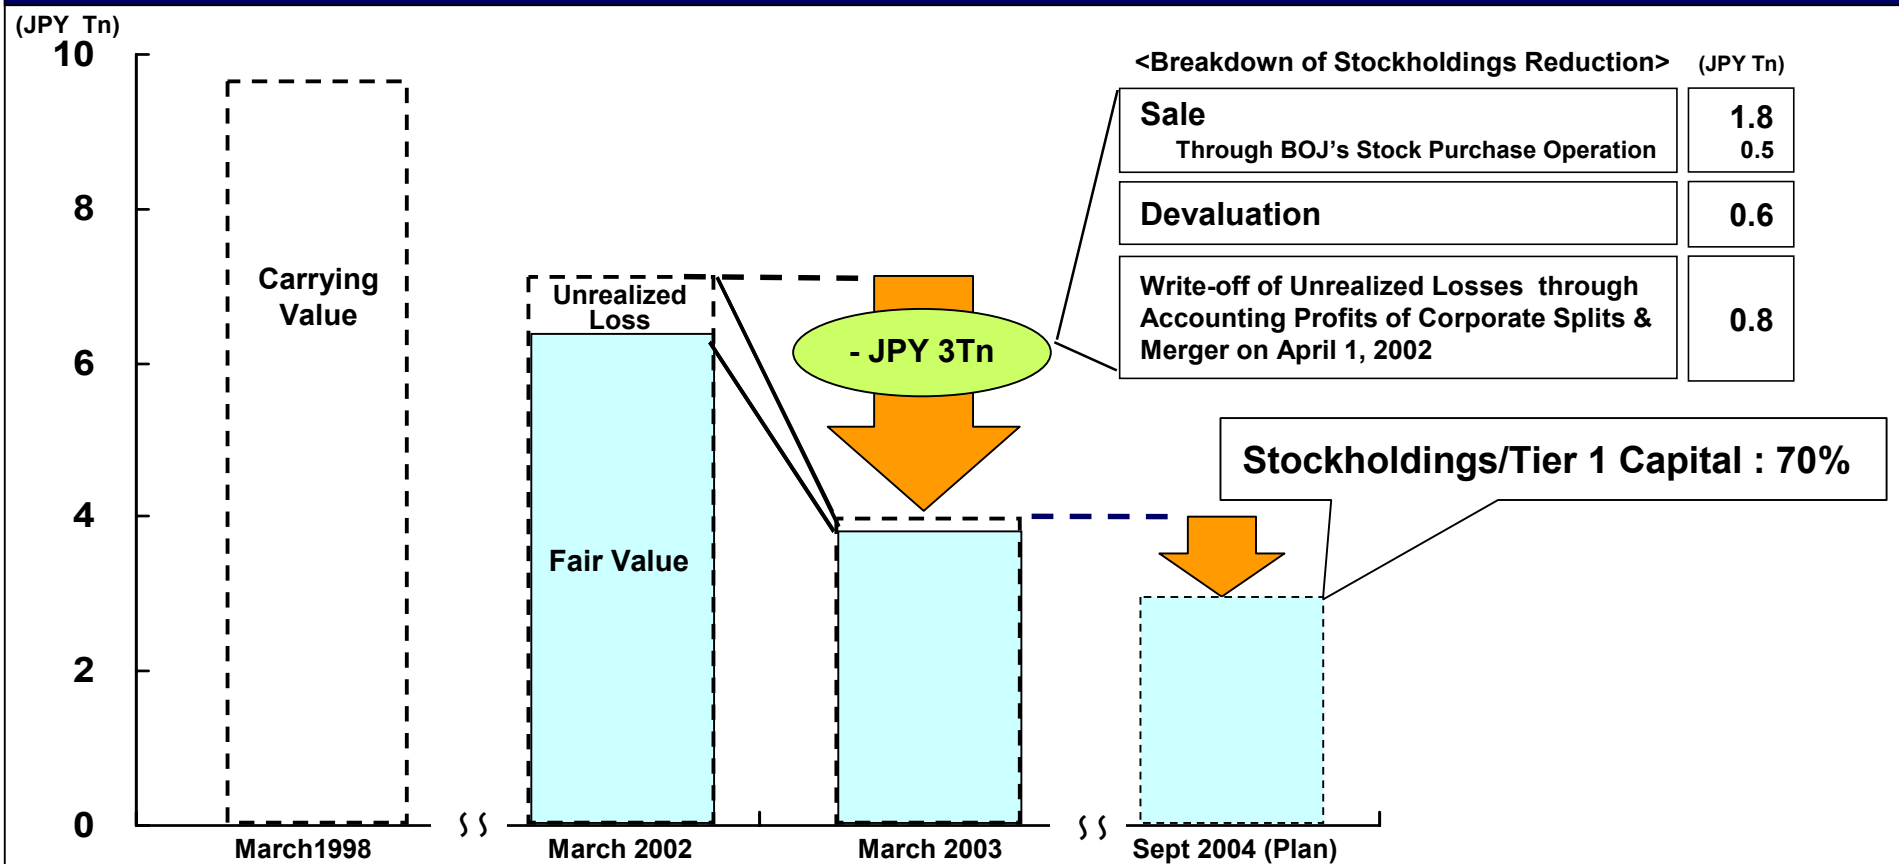 (JPY Tn)
10
8
6
4
2
0
Carrying
Value
Unrealized
Loss
Fair Value
- JPY 3Tn
<Breakdown of Stockholdings Reduction> (JPY Tn)
Sale 1.8
Through BOJ's Stock Purchase Operation 0.5
Devaluation 0.6
Write-off of Unrealized Losses through
Accounting Profits of Corporate Splits &
Merger on April 1, 2002
0.8
Stockholdings/Tier 1 Capital : 70%
March1998
March 2002
March 2003
Sept 2004 (Plan)